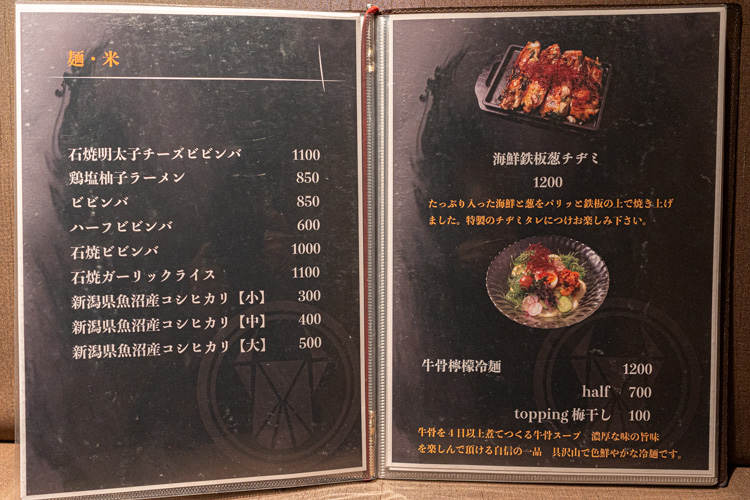 麺・米
石焼明太子チーズビビンバ 1100
鶏塩柚子ラーメン 850
ビビンバ 850
ハーフビビンバ 600
石焼ビビンバ 1000
石焼ガーリックライス 1100
新潟県魚沼産コシヒカリ【小】 300
新潟県魚沼産コシヒカリ【中】 400
新潟県魚沼産コシヒカリ【大】 500
海鮮鉄板葱チヂミ
1200
たっぷり入った海鮮と葱をパリッと鉄板の上で焼き上げ
ました。特製のチヂミタレにつけお楽しみ下さい。
牛骨檸檬冷麺 1200
half 700
topping 梅干し 100
牛骨を4日以上煮てつくる牛骨スープ 濃厚な味の旨味
を楽しんで頂ける自信の一品 具沢山で色鮮やかな冷麺です。